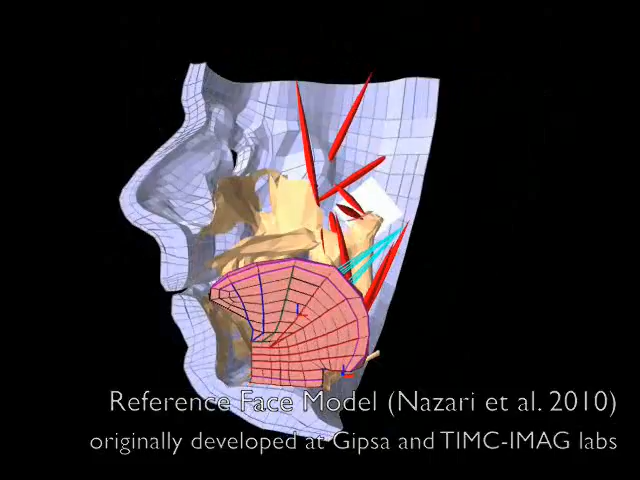 Reference Face Model (Nazari et al. 2010)
originally developed at Gipsa and TIMC-IMAG labs